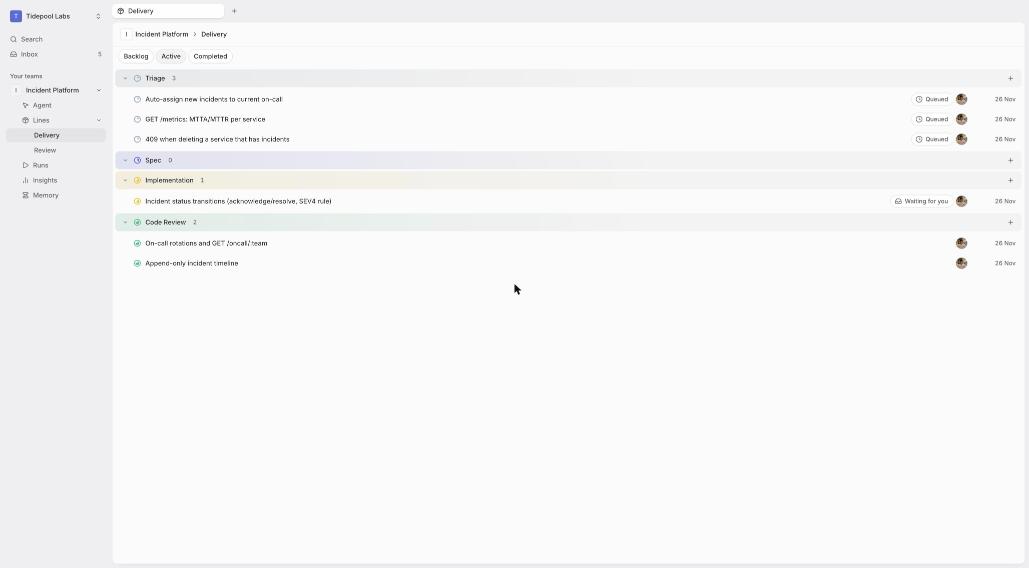 T Tidepool Labs
Search
Inbox 5
Your teams
I Incident Platform
Agent
Lines
Delivery
Review
Runs
Insights
Memory
Delivery
I Incident Platform › Delivery
Backlog Active Completed
Triage 3
Auto-assign new incidents to current on-call Queued 26 Nov
GET /metrics: MTTA/MTTR per service Queued 26 Nov
409 when deleting a service that has incidents Queued 26 Nov
Spec 0
Implementation 1
Incident status transitions (acknowledge/resolve, SEV4 rule) Waiting for you 26 Nov
Code Review 2
On-call rotations and GET /oncall/:team 26 Nov
Append-only incident timeline 26 Nov